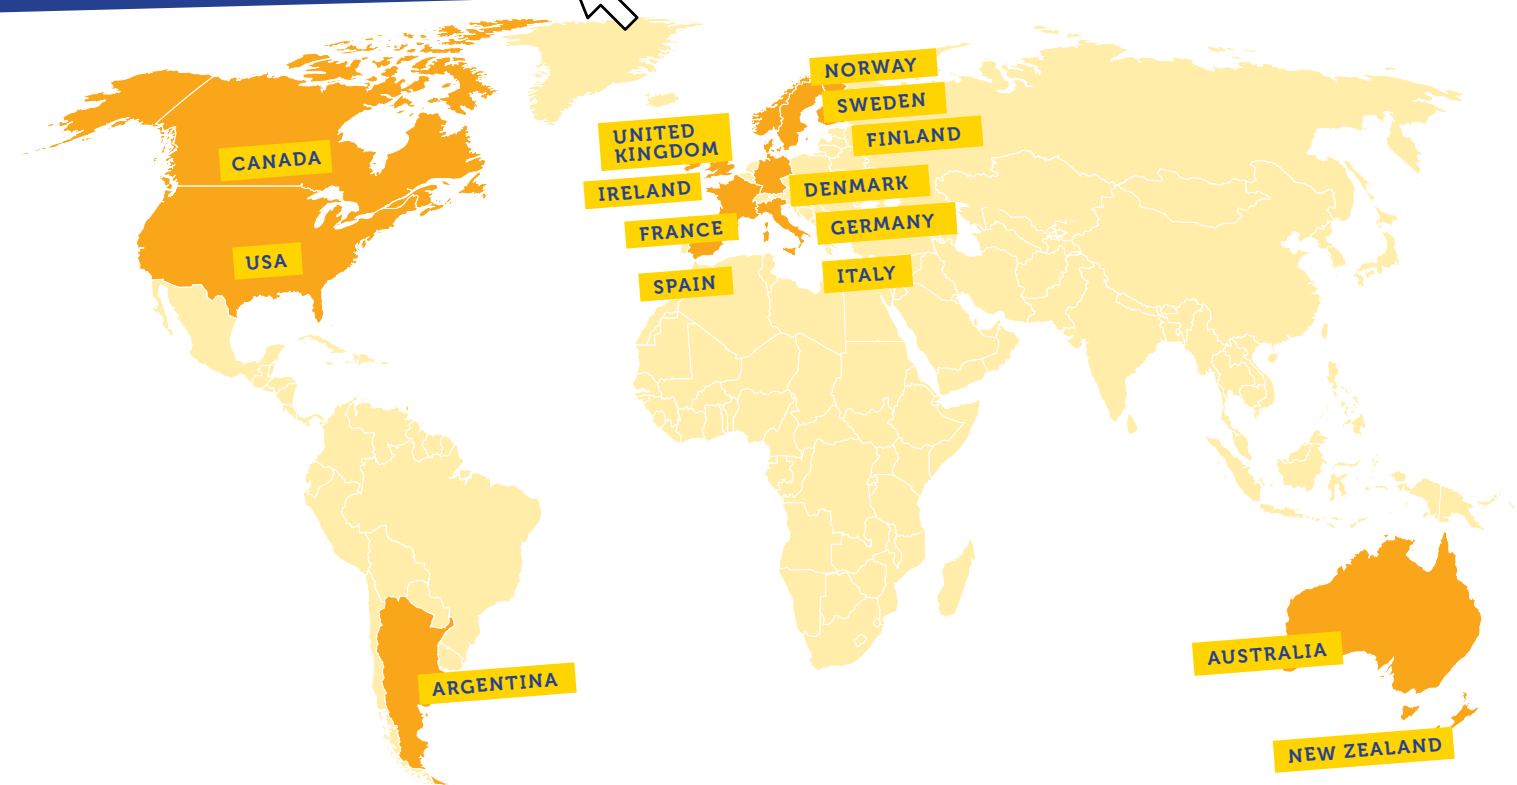 NORWAY
SWEDEN
UNITED
KINGDOM
FINLAND
CANADA
IRELAND
DENMARK
FRANCE
GERMANY
USA
SPAIN
ITALY
AUSTRALIA
ARGENTINA
NEW ZEALAND